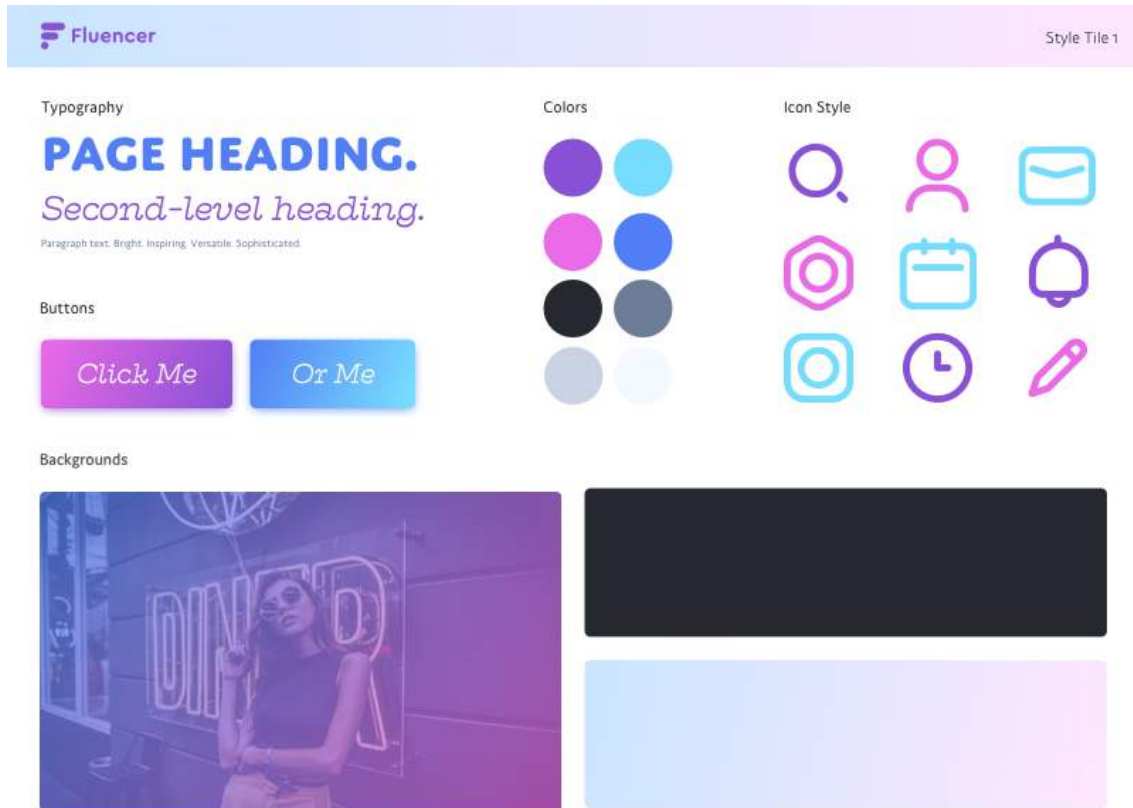 Fluencer
Style Tile 1
Typography
PAGE HEADING.
Second-level heading.
Paragraph text. Bright. Inspiring. Versatile. Sophisticated.
Colors
Icon Style
Buttons
Click Me
Or Me
Backgrounds
DINER